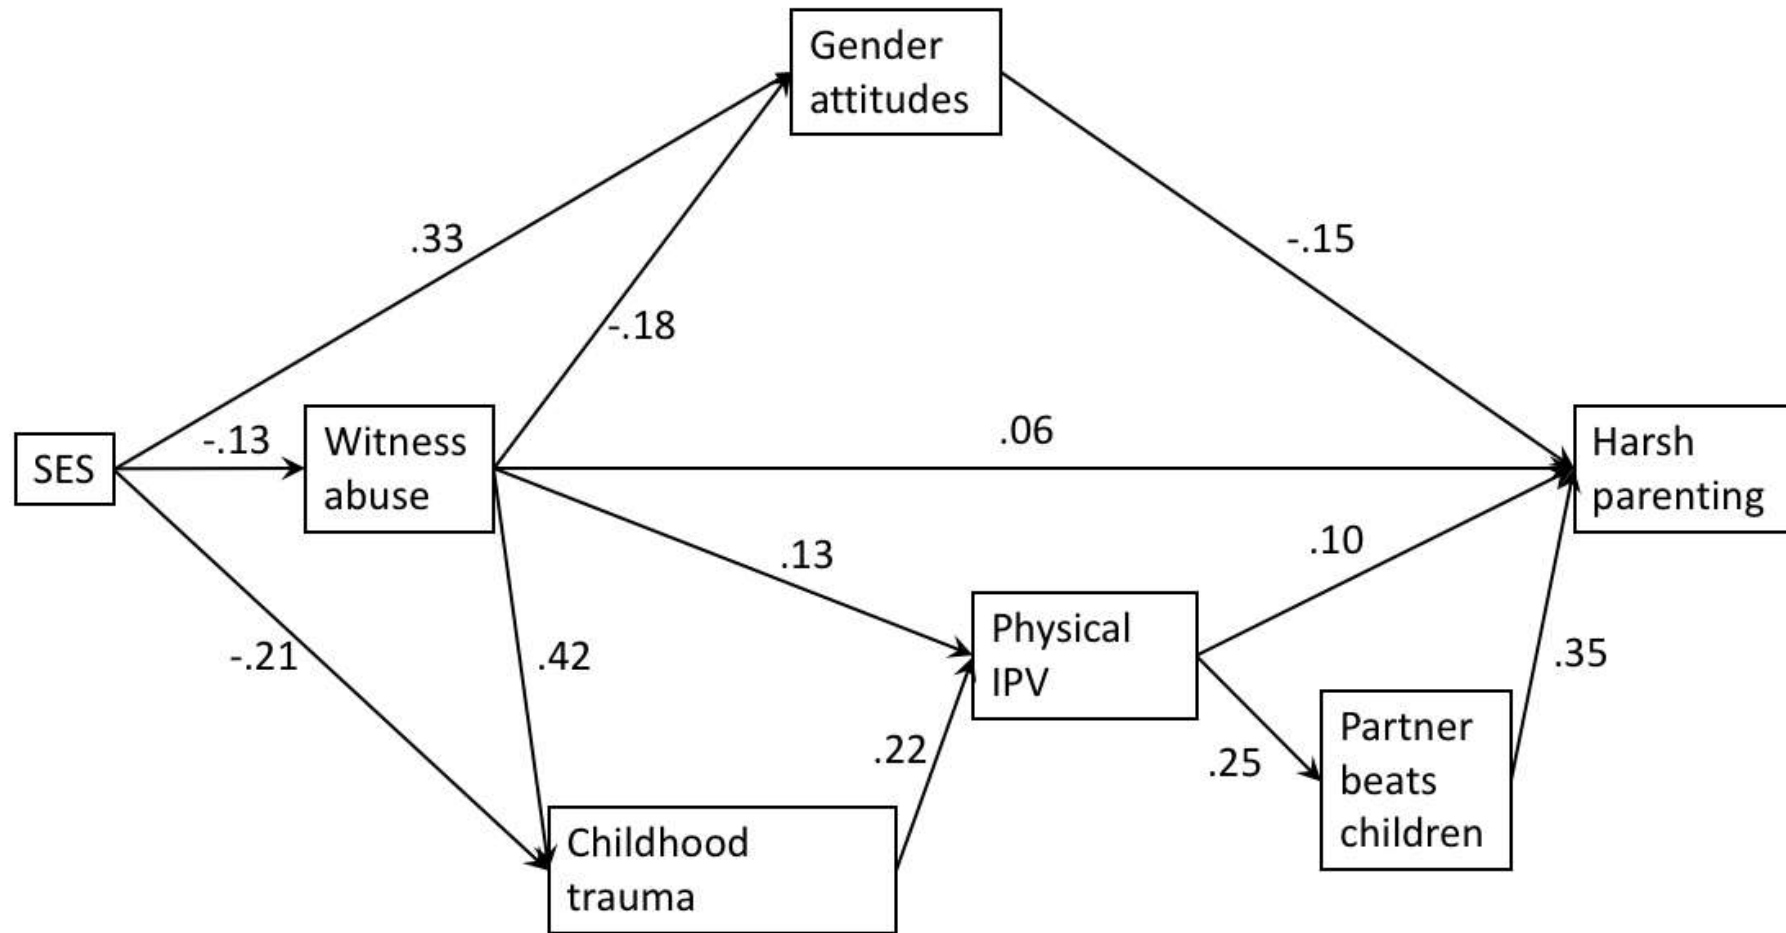 Gender
attitudes
.33
-.15
-.18
SES
-.13
Witness
abuse
.06
Harsh
parenting
.13
.10
Physical
IPV
-.21
.42
.35
.22
.25
Partner
beats
children
Childhood
trauma